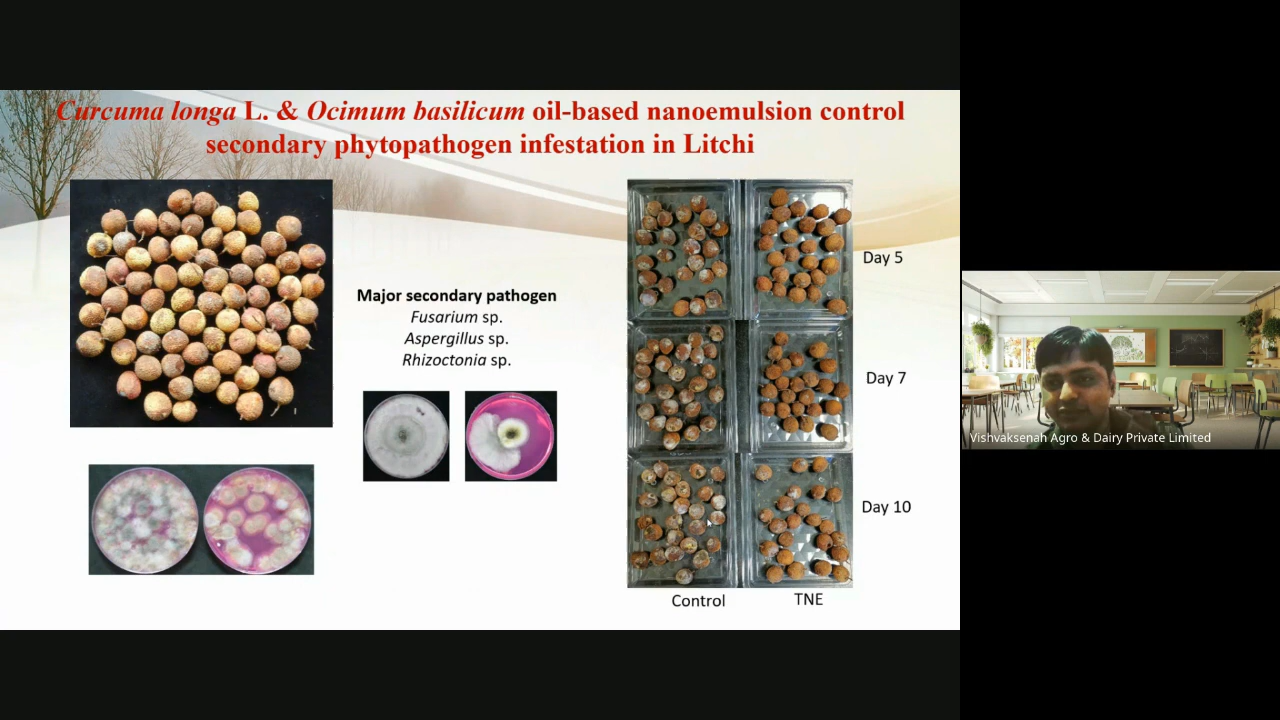 Curcuma longa L. & Ocimum basilicum oil-based nanoemulsion control
secondary phytopathogen infestation in Litchi
Major secondary pathogen
Fusarium sp.
Aspergillus sp.
Rhizoctonia sp.
Day 5
Day 7
Day 10
Control
TNE
Vishvaksenah Agro & Dairy Private Limited